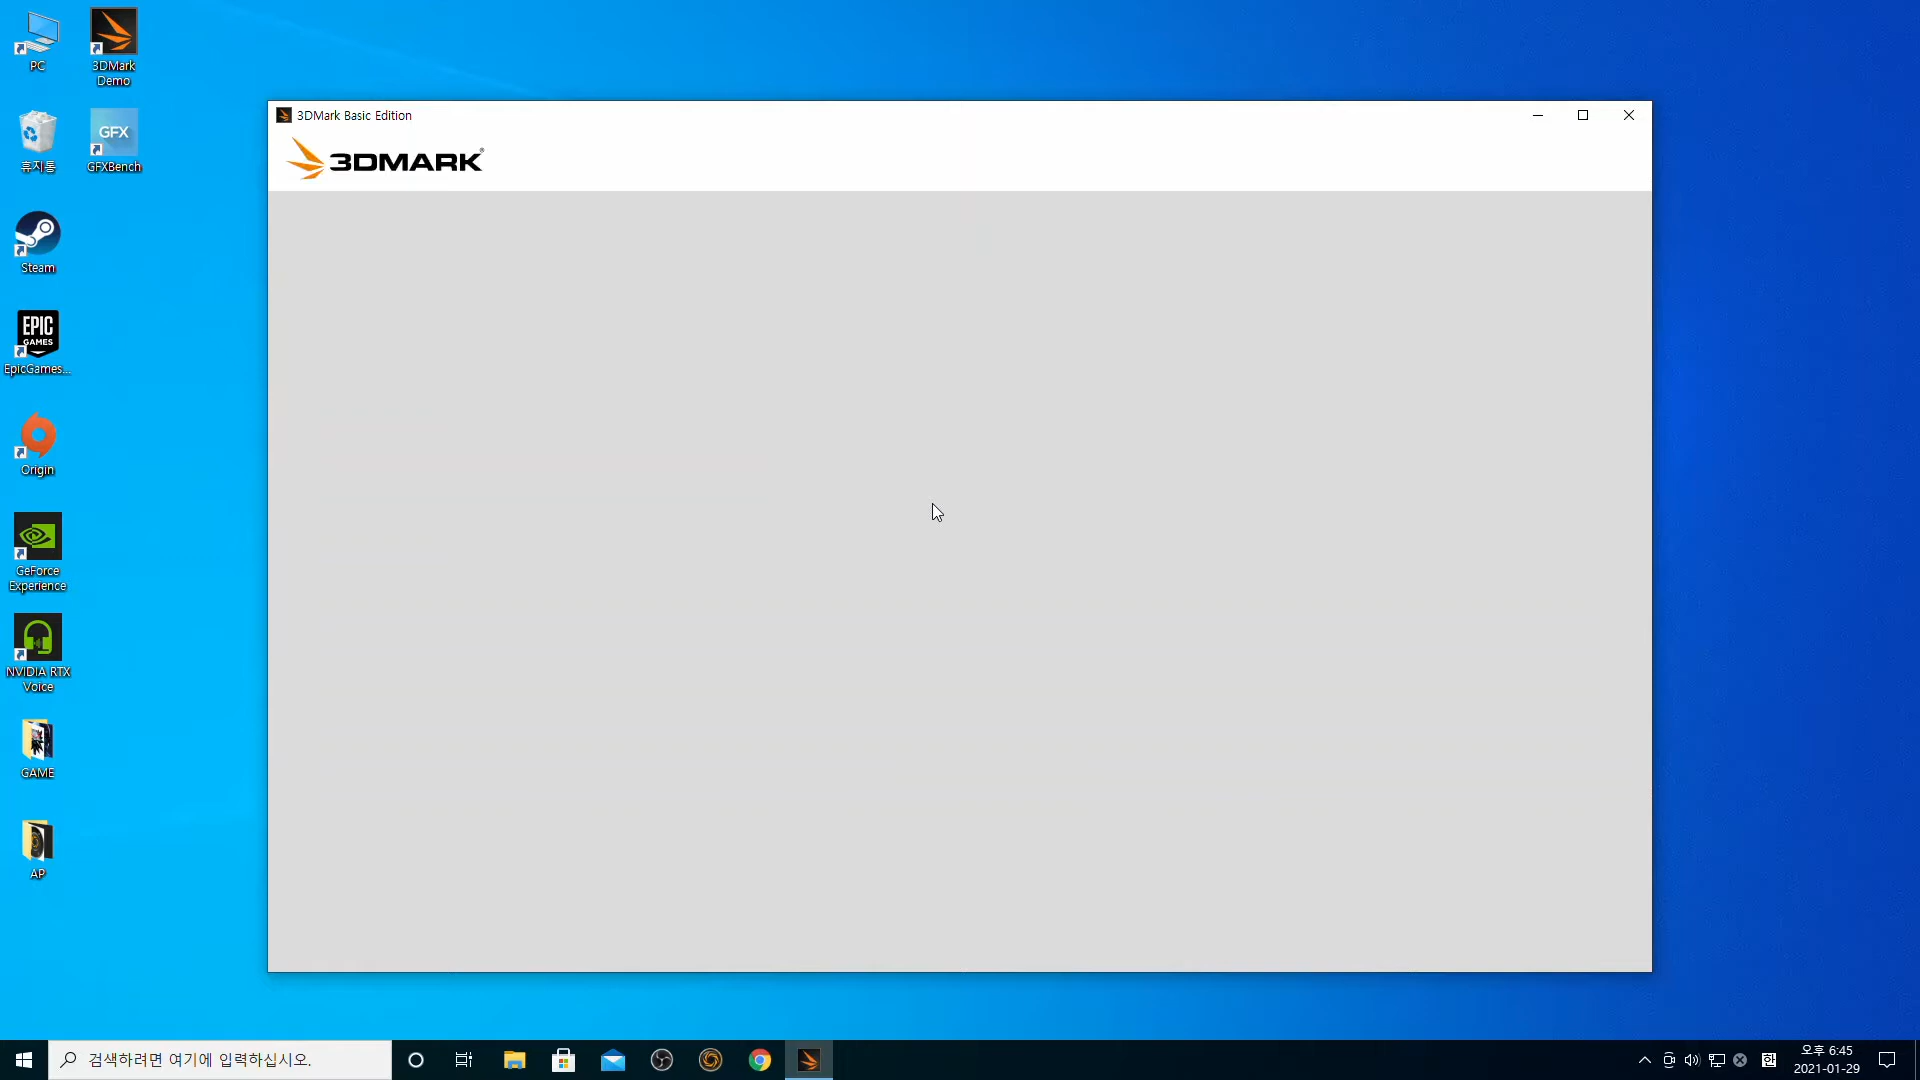 PC
3DMark
Demo
휴지통
GFX
GFXBench
Steam
EPIC
GAMES
EpicGames...
Origin
GeForce
Experience
NVIDIA RTX
Voice
GAME
AP
3DMark Basic Edition
3DMARK®
검색하려면 여기에 입력하십시오.
한
오후 6:45
2021-01-29